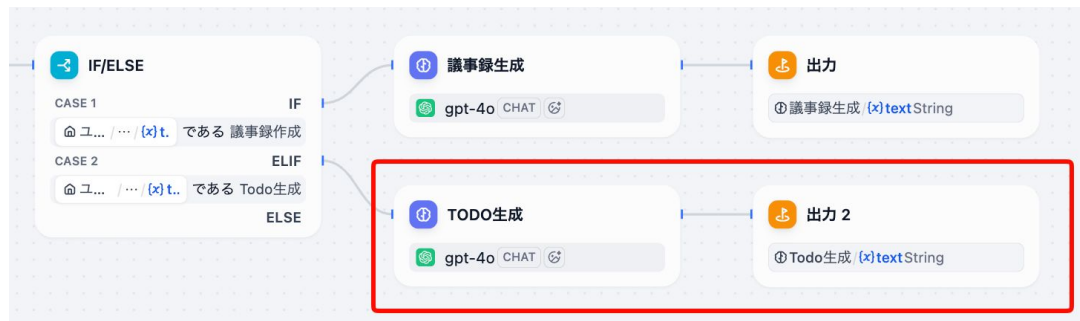 IF/ELSE
CASE 1 IF
ユ... / ... / {x} t. である 議事録作成
CASE 2 ELIF
ユ... / ... / {x} t.. である Todo生成
ELSE
議事録生成
gpt-4o CHAT
出力
議事録生成 / {x} text String
TODO生成
gpt-4o CHAT
出力 2
Todo生成 / {x} text String